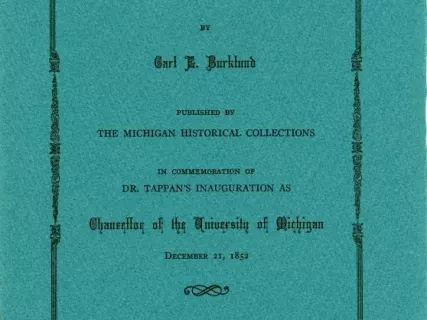 BY
Carl E. Burklund
PUBLISHED BY
THE MICHIGAN HISTORICAL COLLECTIONS
IN COMMEMORATION OF
DR. TAPPAN'S INAUGURATION AS
Chancellor of the University of Michigan
DECEMBER 21, 1852